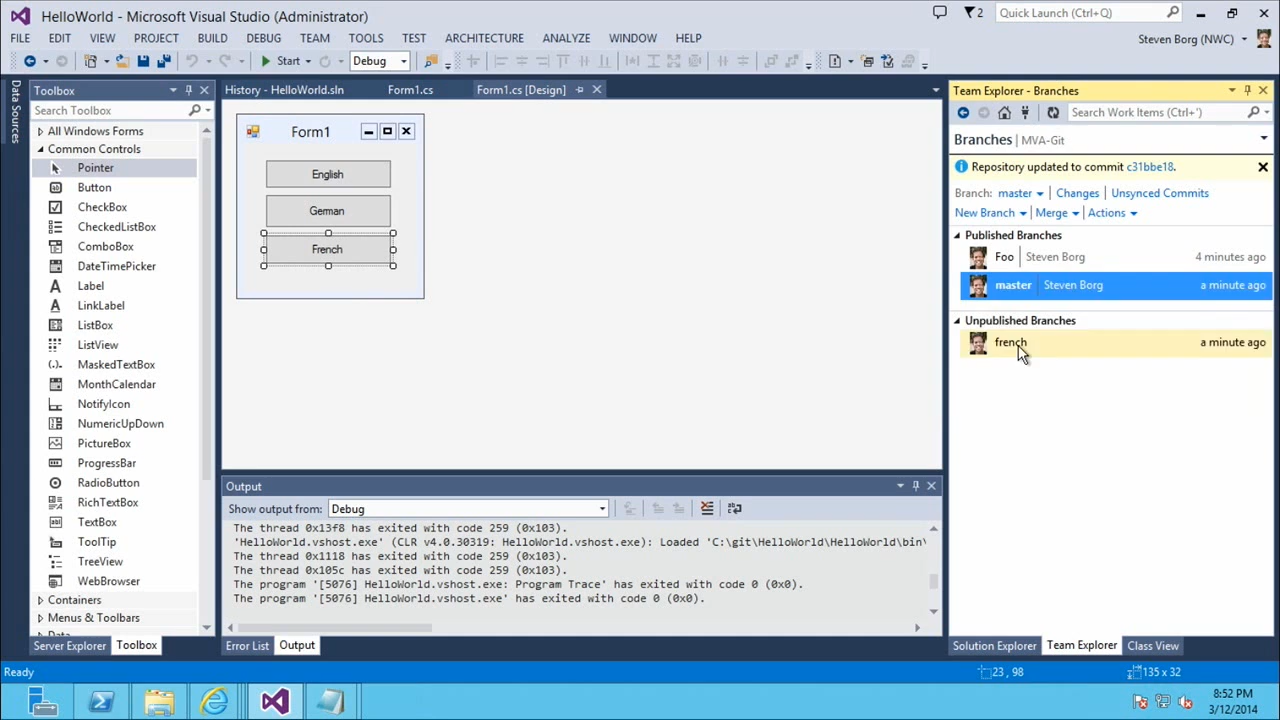 HelloWorld - Microsoft Visual Studio (Administrator)
2
Quick Launch (Ctrl+Q)
FILE EDIT VIEW PROJECT BUILD DEBUG TEAM TOOLS TEST ARCHITECTURE ANALYZE WINDOW HELP
Steven Borg (NWC)
Start
Debug
Data Sources
Toolbox
Search Toolbox
All Windows Forms
Common Controls
Pointer
Button
CheckBox
CheckedListBox
ComboBox
DateTimePicker
Label
LinkLabel
ListBox
ListView
MaskedTextBox
MonthCalendar
NotifyIcon
NumericUpDown
PictureBox
ProgressBar
RadioButton
RichTextBox
TextBox
ToolTip
TreeView
WebBrowser
Containers
Menus & Toolbars
Data
Server Explorer Toolbox
History - HelloWorld.sln Form1.cs Form1.cs [Design]
Form1
English
German
French
Output
Show output from: Debug
The thread 0x13f8 has exited with code 259 (0x103).
'HelloWorld.vshost.exe' (CLR v4.0.30319: HelloWorld.vshost.exe): Loaded 'C:\git\HelloWorld\HelloWorld\bin\
The thread 0x1118 has exited with code 259 (0x103).
The thread 0x105c has exited with code 259 (0x103).
The program '[5076] HelloWorld.vshost.exe: Program Trace' has exited with code 0 (0x0).
The program '[5076] HelloWorld.vshost.exe' has exited with code 0 (0x0).
Error List Output
Team Explorer - Branches
Search Work Items (Ctrl+')
Branches | MVA-Git
Repository updated to commit c31bbe18.
Branch: master Changes Unsynced Commits
New Branch Merge Actions
Published Branches
Foo Steven Borg 4 minutes ago
master Steven Borg a minute ago
Unpublished Branches
french a minute ago
Solution Explorer Team Explorer Class View
Ready
23 , 98
135 x 32
8:52 PM
3/12/2014